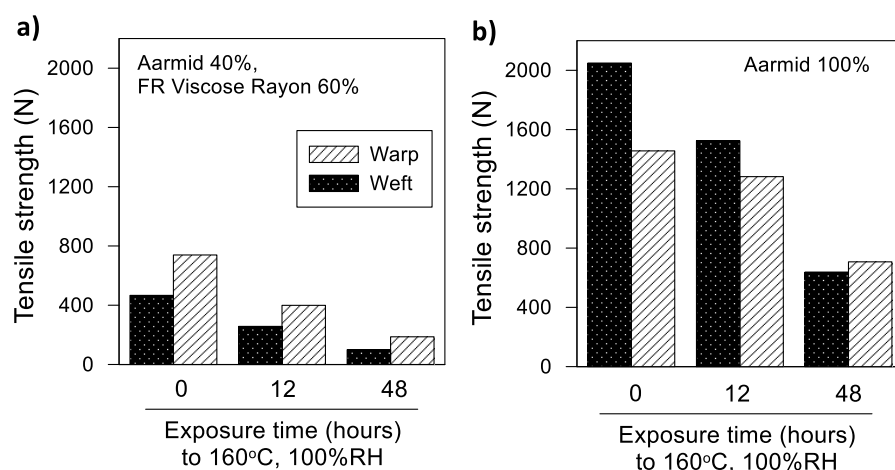 a)
Aarmid 40%,
FR Viscose Rayon 60%
Warp
Weft
Tensile strength (N)
2000
1600
1200
800
400
0
0 12 48
Exposure time (hours)
to 160°C, 100%RH
b)
Aarmid 100%
Tensile strength (N)
2000
1600
1200
800
400
0
0 12 48
Exposure time (hours)
to 160°C, 100%RH